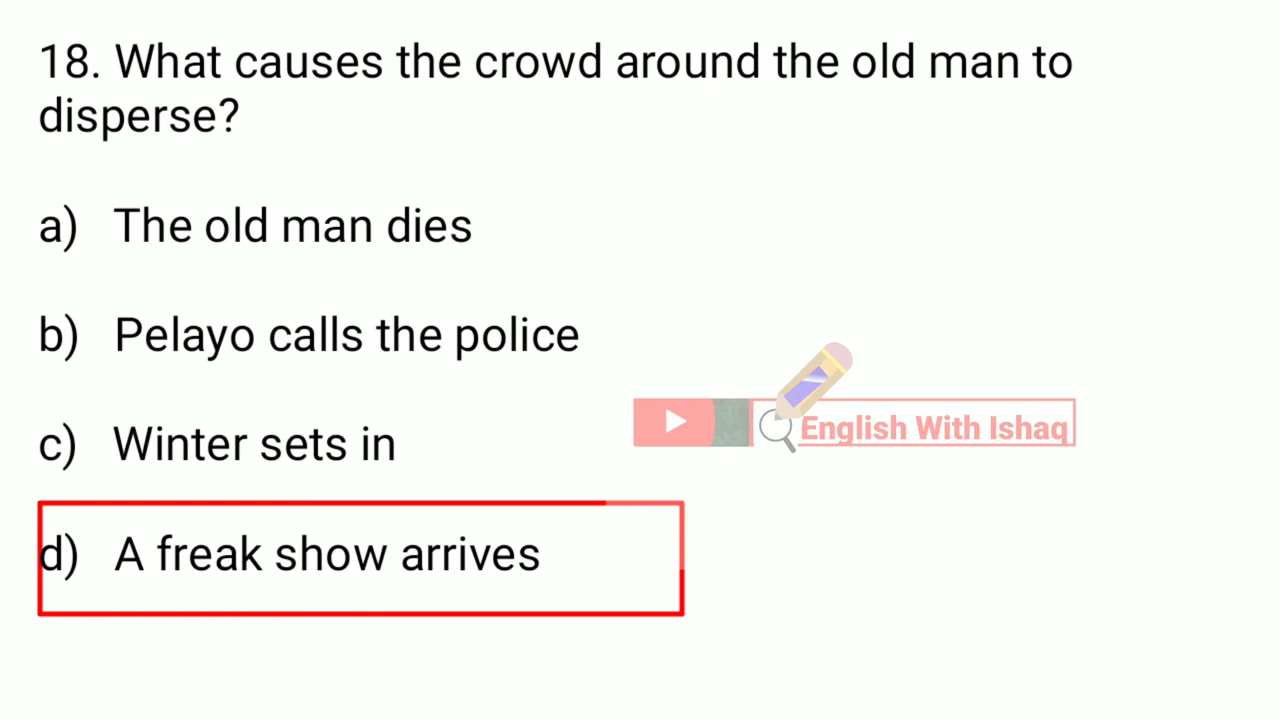 18. What causes the crowd around the old man to
disperse?
a) The old man dies
b) Pelayo calls the police
c) Winter sets in
English With Ishaq
d) A freak show arrives